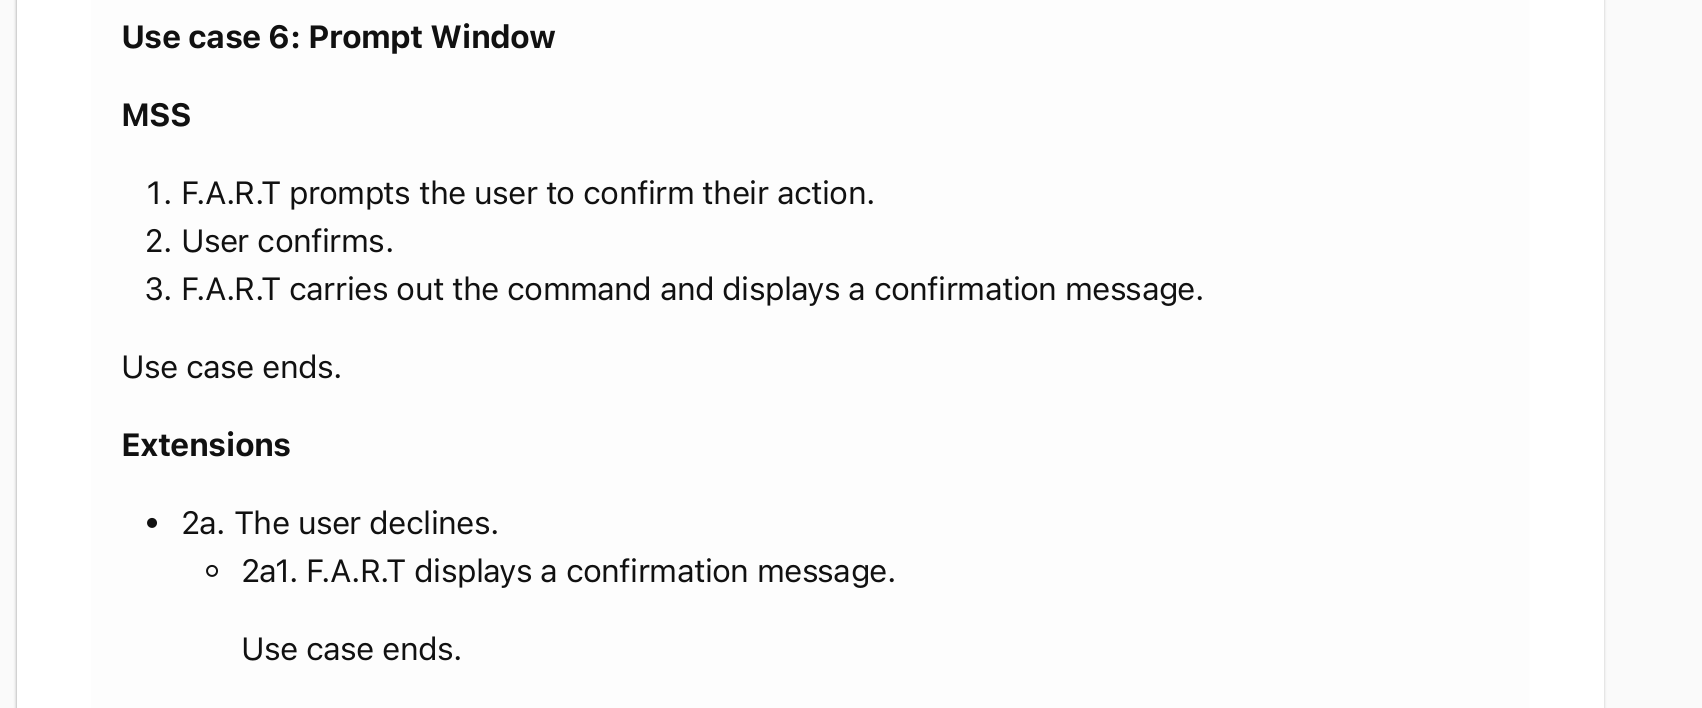 Use case 6: Prompt Window
MSS
1. F.A.R.T prompts the user to confirm their action.
2. User confirms.
3. F.A.R.T carries out the command and displays a confirmation message.
Use case ends.
Extensions
• 2a. The user declines.
◦ 2a1. F.A.R.T displays a confirmation message.
Use case ends.